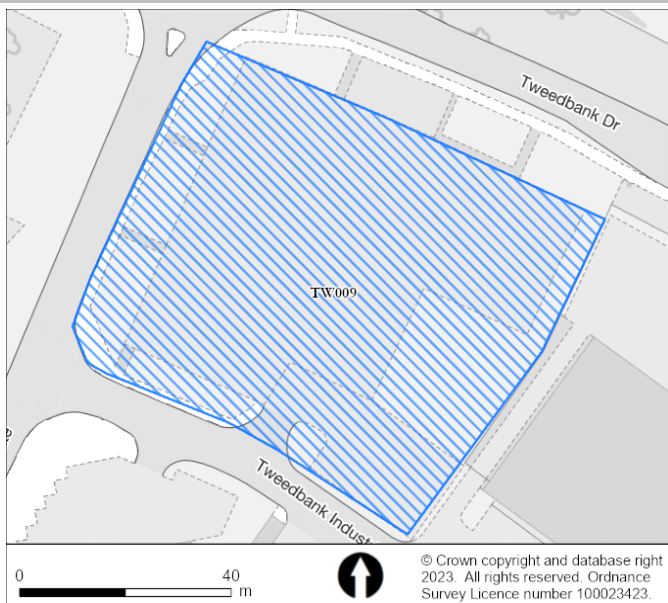 Tweedbank Dr
TW009
Tweedbank Indust
0
40
m
© Crown copyright and database right
2023. All rights reserved. Ordnance
Survey Licence number 100023423.